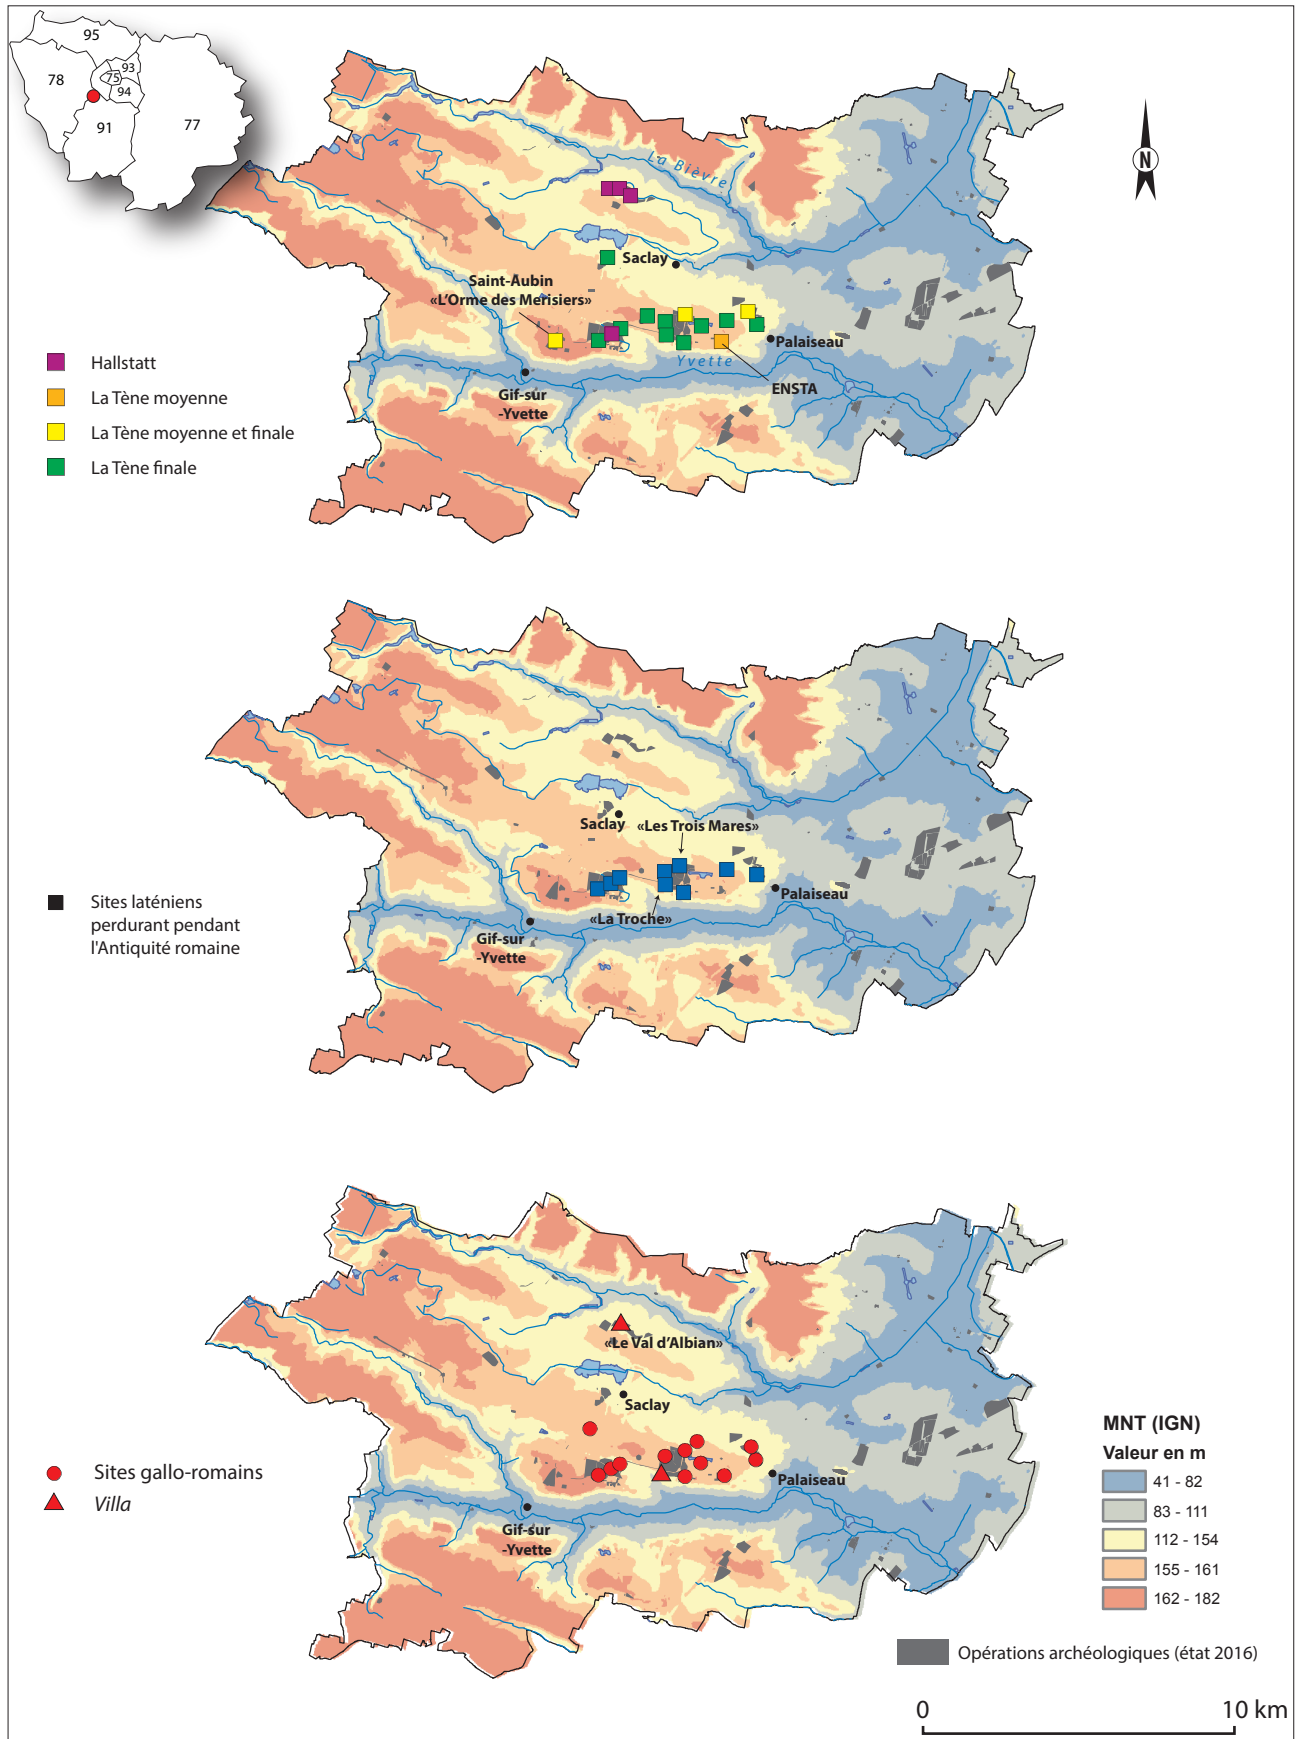 95
78
93
75
94
91
77
N
La Bièvre
Saclay
Saint-Aubin
«L'Orme des Merisiers»
Palaiseau
Yvette
ENSTA
Gif-sur
-Yvette
Hallstatt
La Tène moyenne
La Tène moyenne et finale
La Tène finale
Saclay
«Les Trois Mares»
Palaiseau
«La Troche»
Gif-sur
-Yvette
Sites laténiens
perdurant pendant
l'Antiquité romaine
«Le Val d'Albian»
Saclay
Palaiseau
Gif-sur
-Yvette
Sites gallo-romains
Villa
MNT (IGN)
Valeur en m
41 - 82
83 - 111
112 - 154
155 - 161
162 - 182
Opérations archéologiques (état 2016)
0 10 km